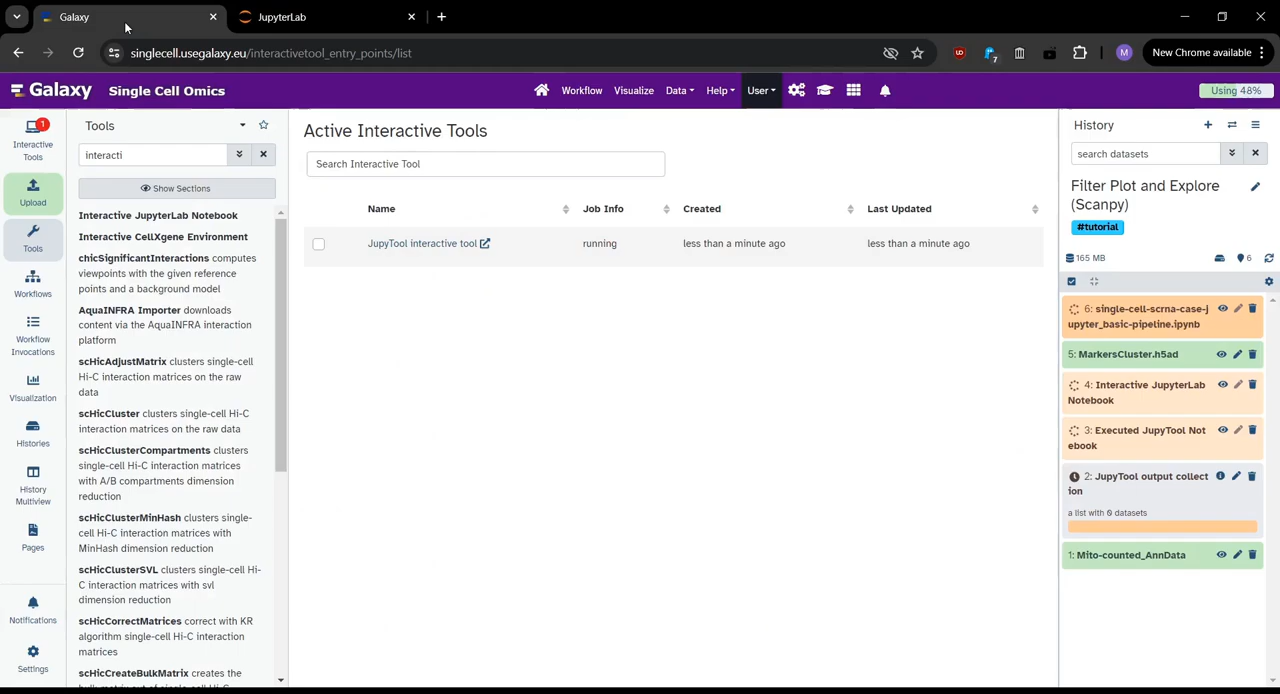 Galaxy
JupyterLab
singlecell.usegalaxy.eu/interactivetool_entry_points/list
7
M
New Chrome available
Galaxy
Single Cell Omics
Workflow
Visualize
Data
Help
User
Using 48%
1
Interactive
Tools
Upload
Tools
Workflows
Workflow
Invocations
Visualization
Histories
History
Multiview
Pages
Notifications
Settings
Tools
interacti
Show Sections
Interactive JupyterLab Notebook
Interactive CellXgene Environment
chicSignificantInteractions computes
viewpoints with the given reference
points and a background model
AquaINFRA Importer downloads
content via the AquaINFRA interaction
platform
scHicAdjustMatrix clusters single-cell
Hi-C interaction matrices on the raw
data
scHicCluster clusters single-cell Hi-C
interaction matrices on the raw data
scHicClusterCompartments clusters
single-cell Hi-C interaction matrices
with A/B compartments dimension
reduction
scHicClusterMinHash clusters single-
cell Hi-C interaction matrices with
MinHash dimension reduction
scHicClusterSVL clusters single-cell Hi-
C interaction matrices with svl
dimension reduction
scHicCorrectMatrices correct with KR
algorithm single-cell Hi-C interaction
matrices
scHicCreateBulkMatrix creates the
Active Interactive Tools
Search Interactive Tool
Name
Job Info
Created
Last Updated
JupyTool interactive tool
running
less than a minute ago
less than a minute ago
History
search datasets
Filter Plot and Explore
(Scanpy)
#tutorial
165 MB
6
6: single-cell-scrna-case-j
upyter_basic-pipeline.ipynb
5: MarkersCluster.h5ad
4: Interactive JupyterLab
Notebook
3: Executed JupyTool Not
ebook
2: JupyTool output collect
ion
a list with 0 datasets
1: Mito-counted_AnnData